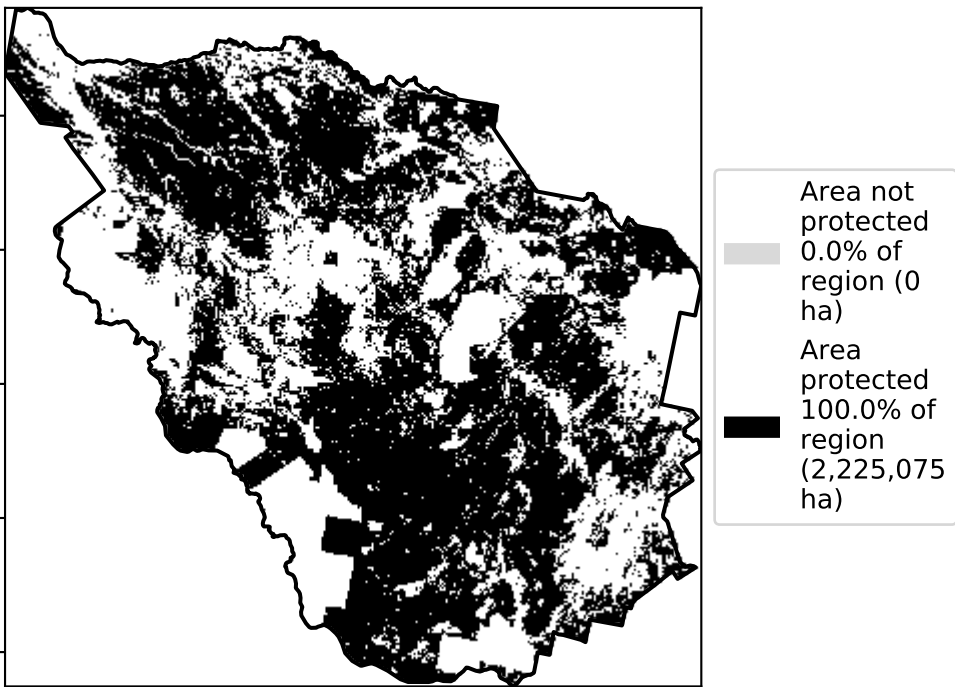 Area not
protected
0.0% of
region (0
ha)
Area
protected
100.0% of
region
(2,225,075
ha)